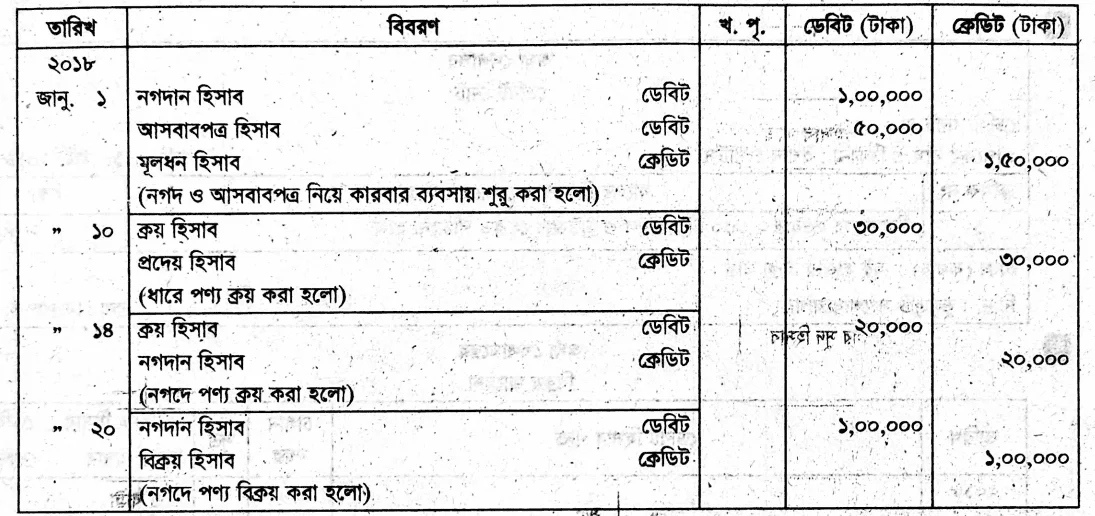 তারিখ বিবরণ খ. পৃ. ডেবিট (টাকা) ক্রেডিট (টাকা)
২০১৮
জানু. ১ নগদান হিসাব ডেবিট ১,০০,০০০
আসবাবপত্র হিসাব ডেবিট ৫০,০০০
মূলধন হিসাব ক্রেডিট ১,৫০,০০০
(নগদ ও আসবাবপত্র নিয়ে কারবার ব্যবসায় শুরু করা হলো)
" ১০ ক্রয় হিসাব ডেবিট ৩০,০০০
প্রদেয় হিসাব ক্রেডিট ৩০,০০০
(ধারে পণ্য ক্রয় করা হলো)
" ১৪ ক্রয় হিসাব ডেবিট ২০,০০০
নগদান হিসাব ক্রেডিট ২০,০০০
(নগদে পণ্য ক্রয় করা হলো)
" ২০ নগদান হিসাব ডেবিট ১,০০,০০০
বিক্রয় হিসাব ক্রেডিট ১,০০,০০০
(নগদে পণ্য বিক্রয় করা হলো)